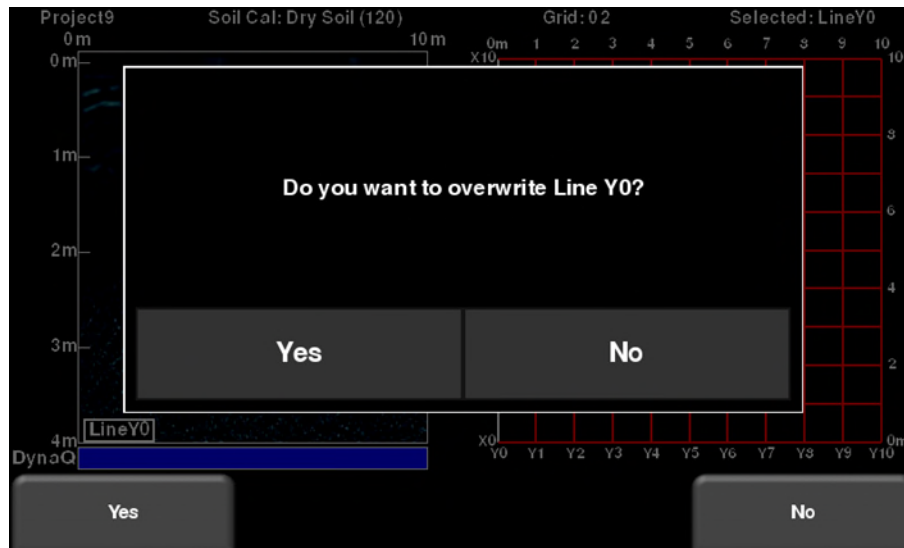 Project9 Soil Cal: Dry Soil (120) Grid: 02 Selected: LineY0
0m 10m 0m 1 2 3 4 5 6 7 8 9 10
0m X10 10
1m 8
Do you want to overwrite Line Y0?
6
2m
4
3m Yes No
2
LineY0
4m X0 0m
Y0 Y1 Y2 Y3 Y4 Y5 Y6 Y7 Y8 Y9 Y10
DynaQ
Yes No